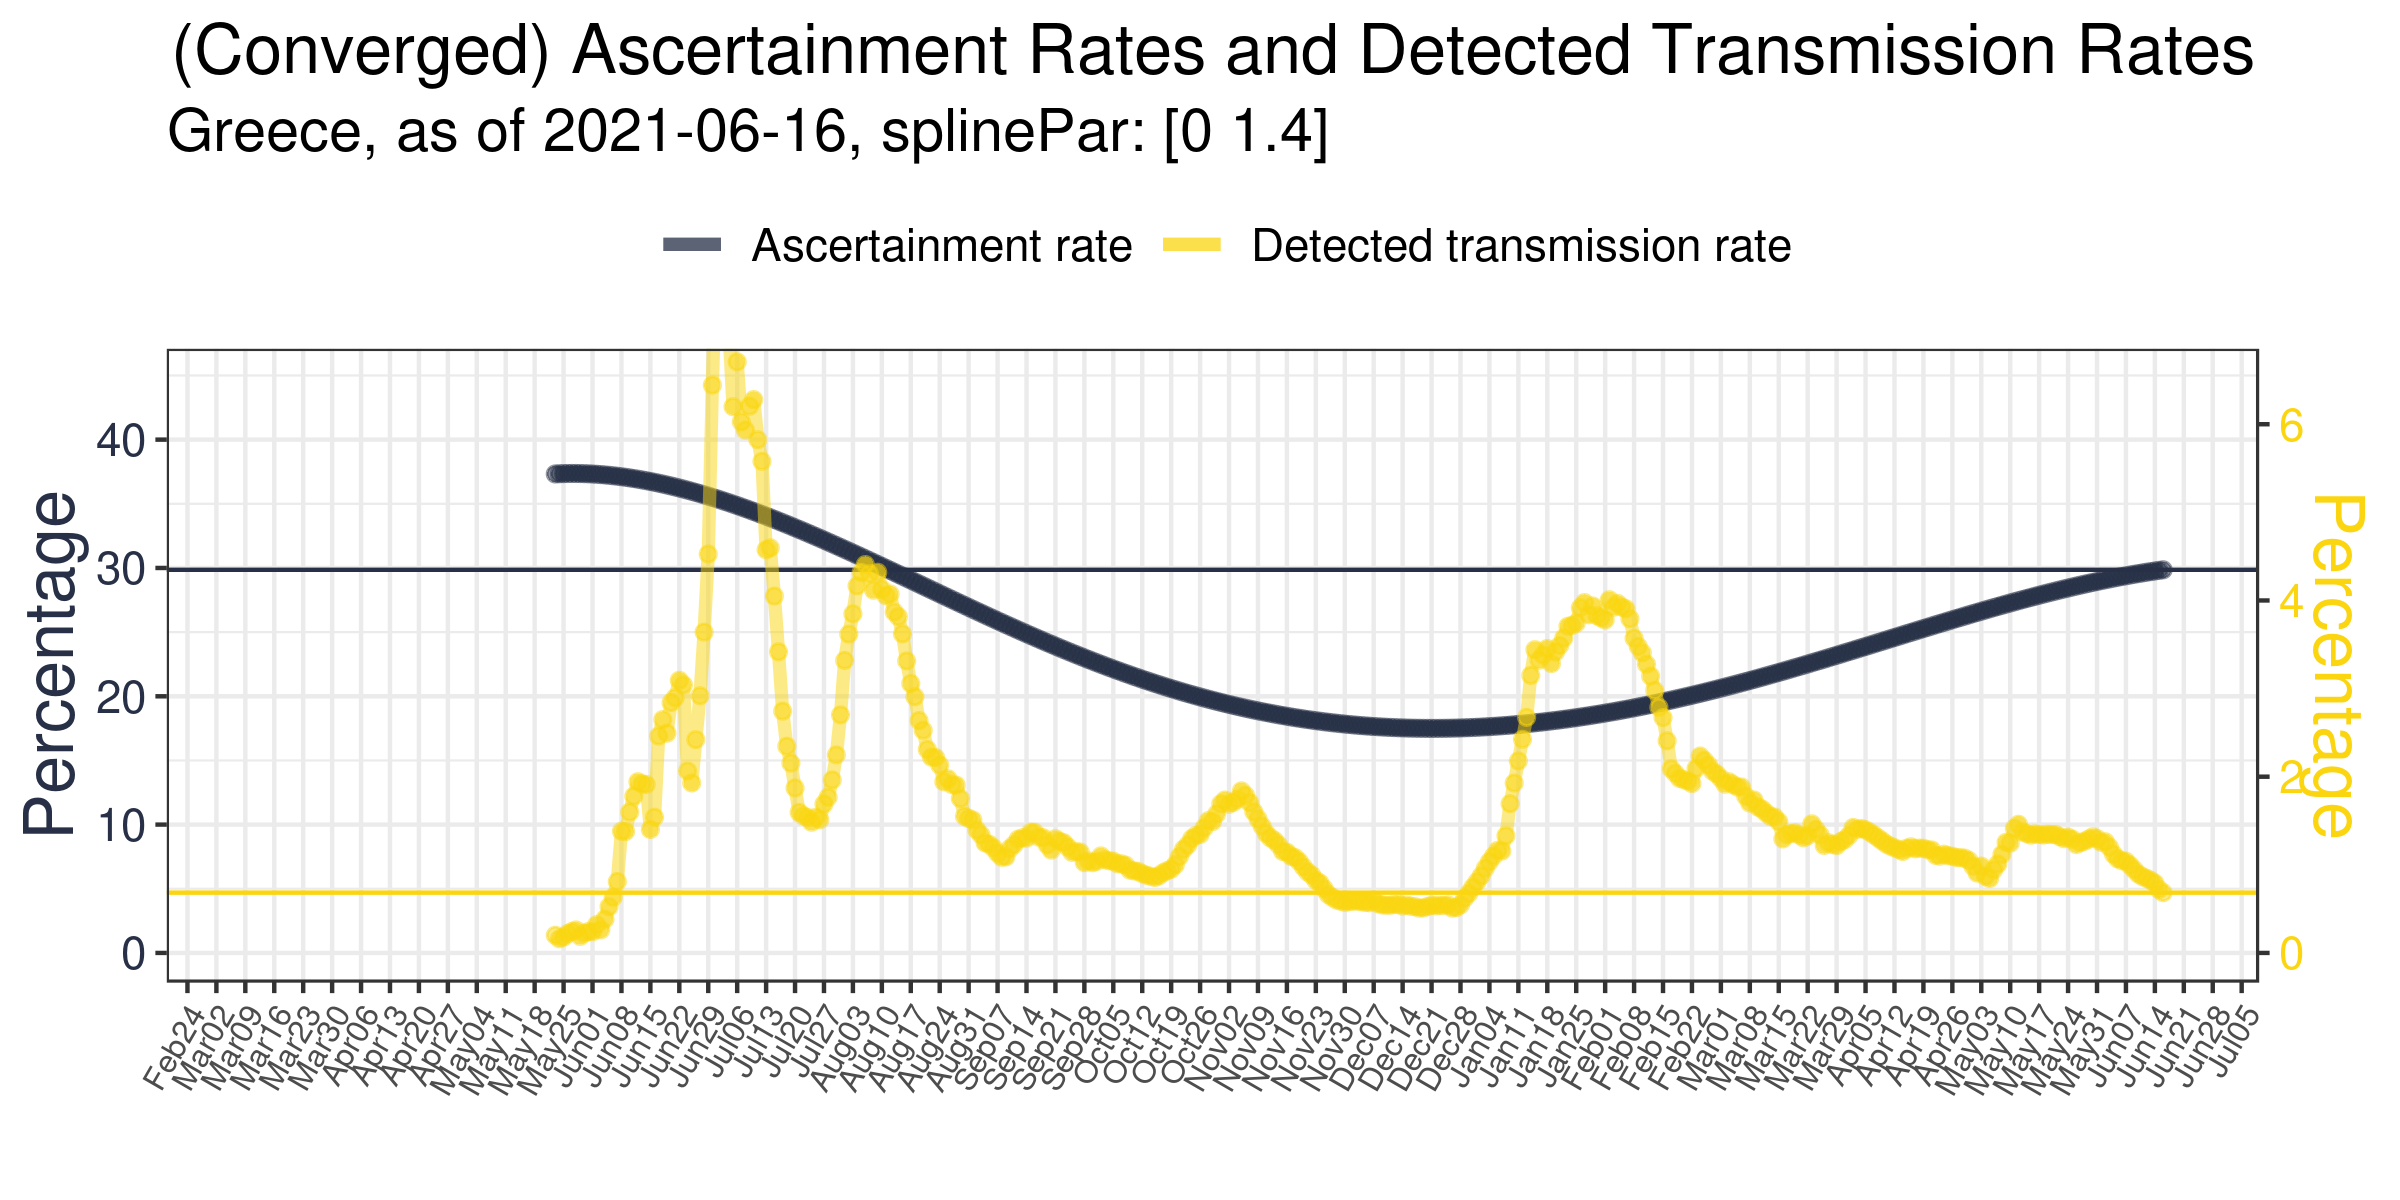 (Converged) Ascertainment Rates and Detected Transmission Rates
Greece, as of 2021-06-16, splinePar: [0 1.4]
Ascertainment rate
Detected transmission rate
Percentage
40
30
20
10
0
6
4
2
0
Percentage
Feb24
Mar02
Mar09
Mar16
Mar23
Mar30
Apr06
Apr13
Apr20
Apr27
May04
May11
May18
May25
Jun01
Jun08
Jun15
Jun22
Jun29
Jul06
Jul13
Jul20
Jul27
Aug03
Aug10
Aug17
Aug24
Aug31
Sep07
Sep14
Sep21
Sep28
Oct05
Oct12
Oct19
Oct26
Nov02
Nov09
Nov16
Nov23
Nov30
Dec07
Dec14
Dec21
Dec28
Jan04
Jan11
Jan18
Jan25
Feb01
Feb08
Feb15
Feb22
Mar01
Mar08
Mar15
Mar22
Mar29
Apr05
Apr12
Apr19
Apr26
May03
May10
May17
May24
May31
Jun07
Jun14
Jun21
Jun28
Jul05